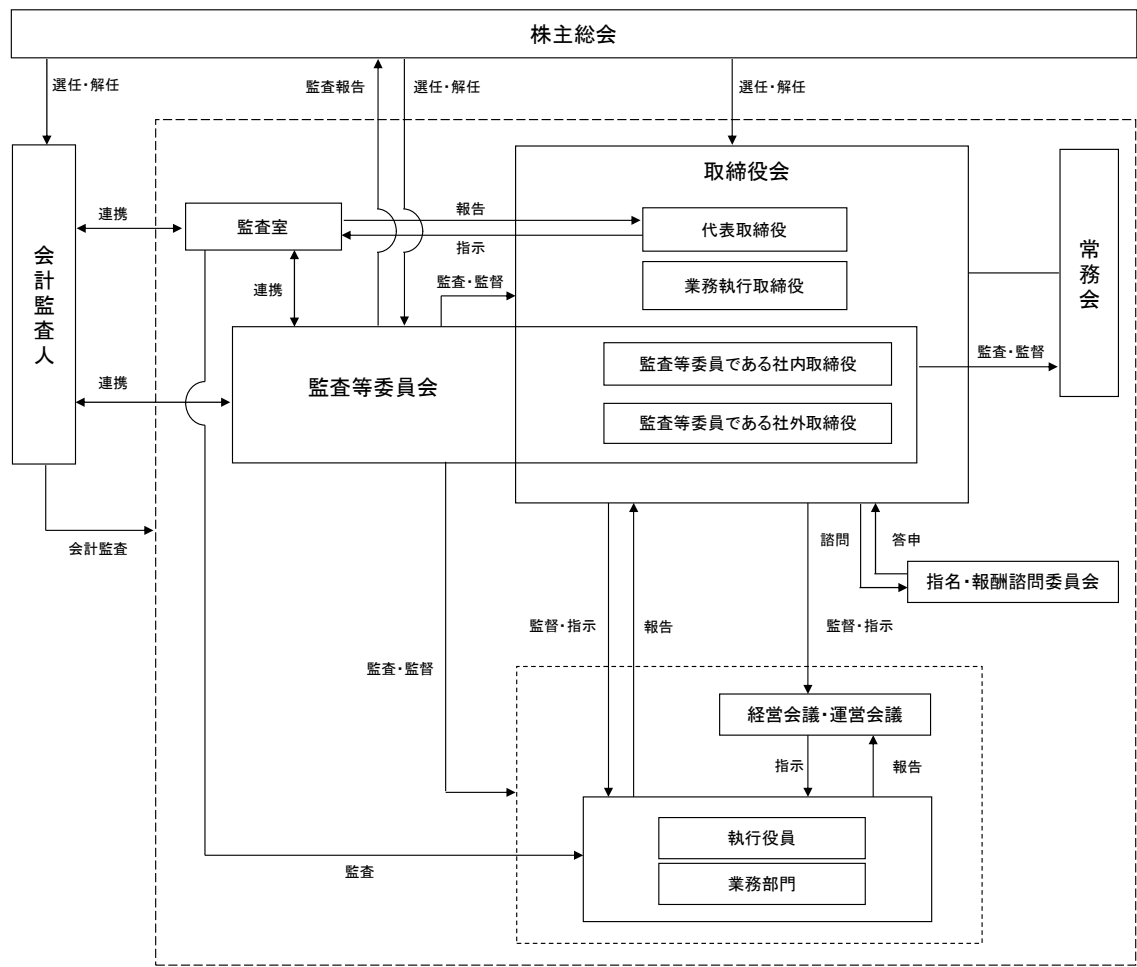 株主総会
選任・解任
監査報告
選任・解任
選任・解任
取締役会
監査室
連携
報告
代表取締役
指示
会計監査人
常務会
連携
監査・監督
業務執行取締役
監査等委員会
監査等委員である社内取締役
監査・監督
連携
監査等委員である社外取締役
会計監査
諮問
答申
指名・報酬諮問委員会
監督・指示
報告
監督・指示
監査・監督
経営会議・運営会議
指示
報告
執行役員
監査
業務部門